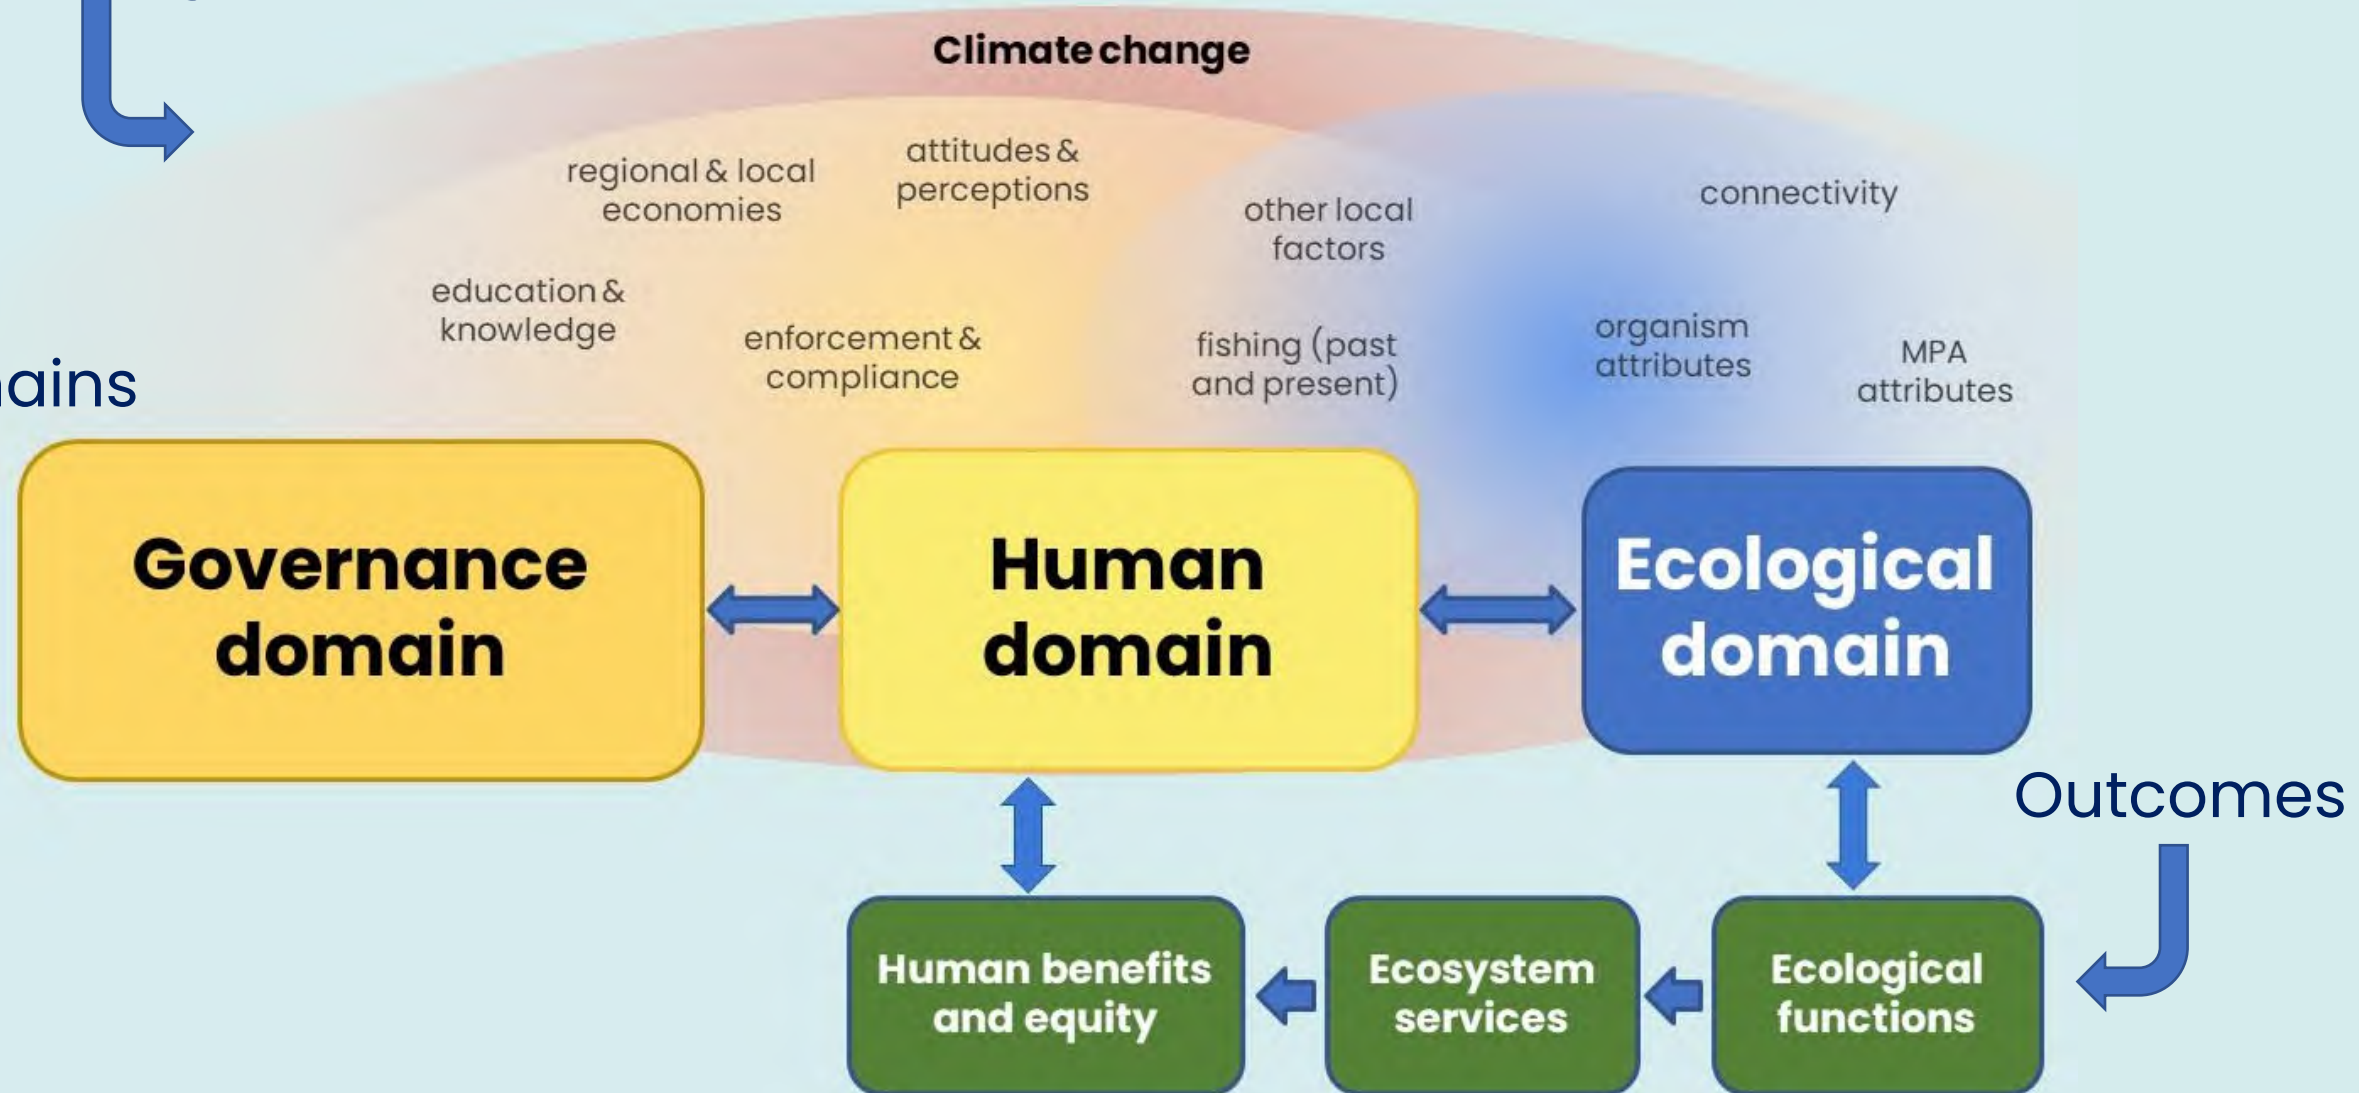 Climate change
regional & local
economies
attitudes &
perceptions
other local
factors
connectivity
education &
knowledge
enforcement &
compliance
fishing (past
and present)
organism
attributes
MPA
attributes
ains
Governance
domain
Human
domain
Ecological
domain
Outcomes
Human benefits
and equity
Ecosystem
services
Ecological
functions